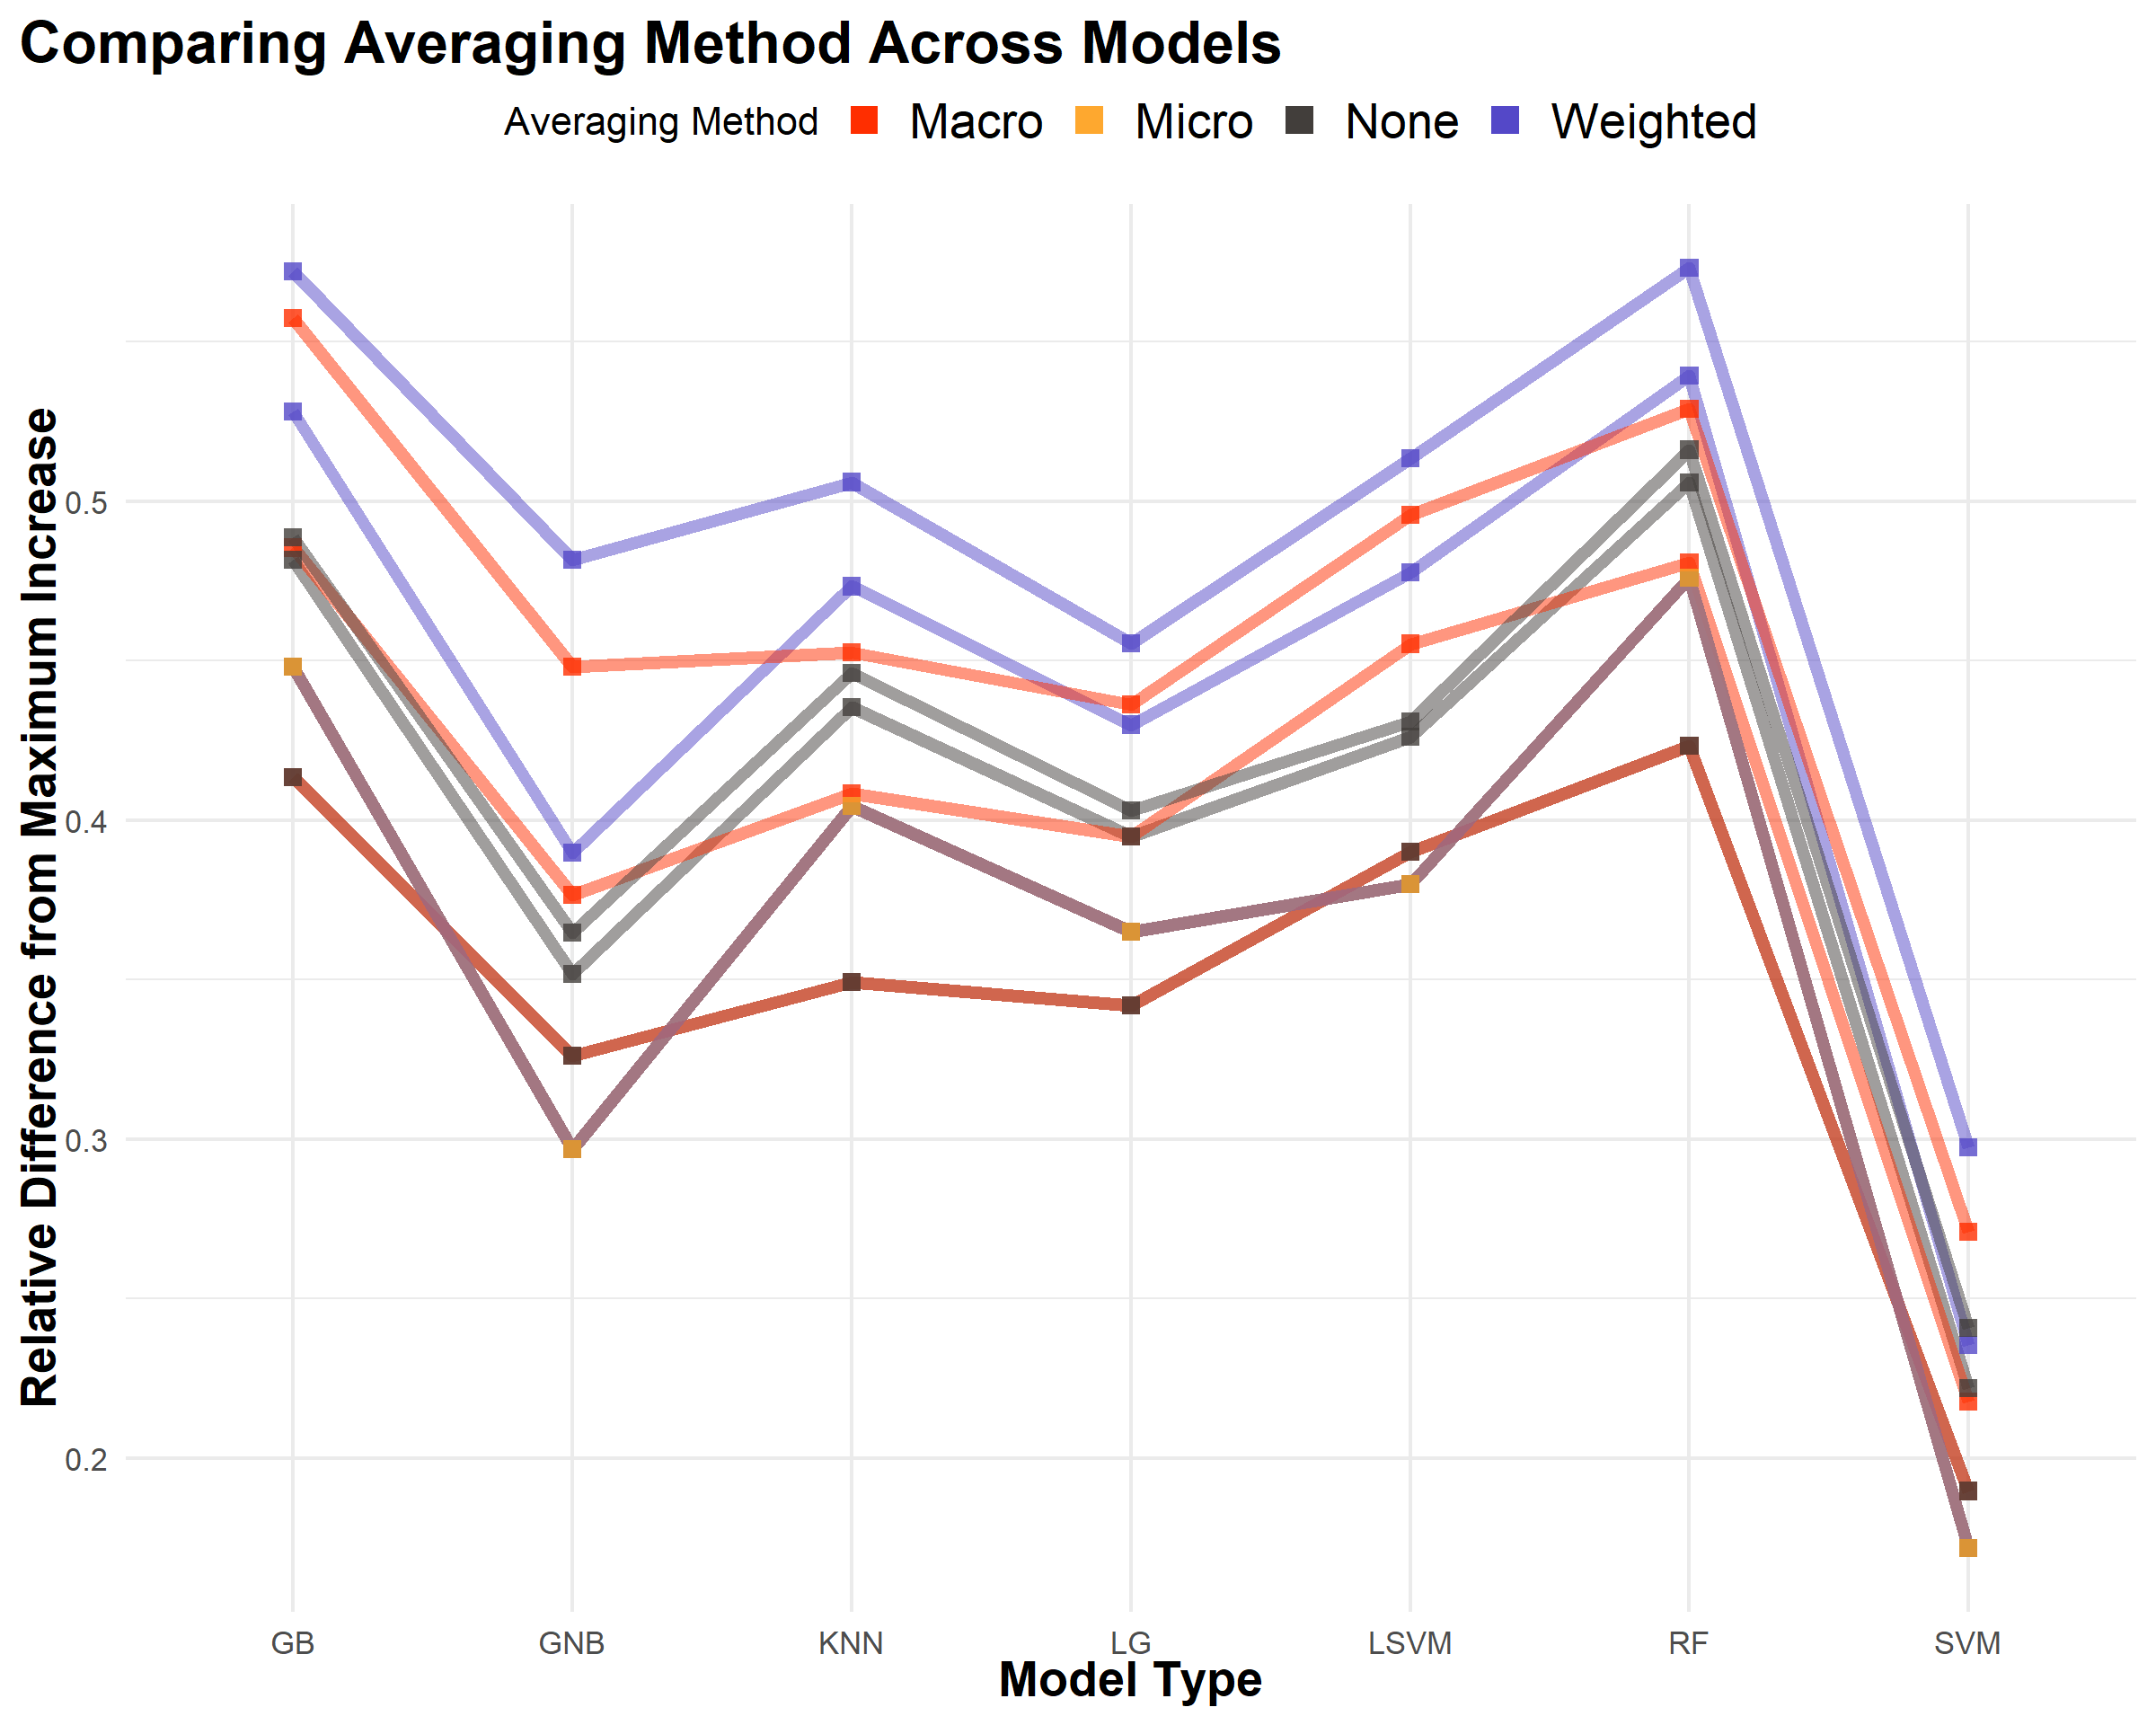 Comparing Averaging Method Across Models
Averaging Method Macro Micro None Weighted
Relative Difference from Maximum Increase
0.5
0.4
0.3
0.2
GB GNB KNN LG LSVM RF SVM
Model Type